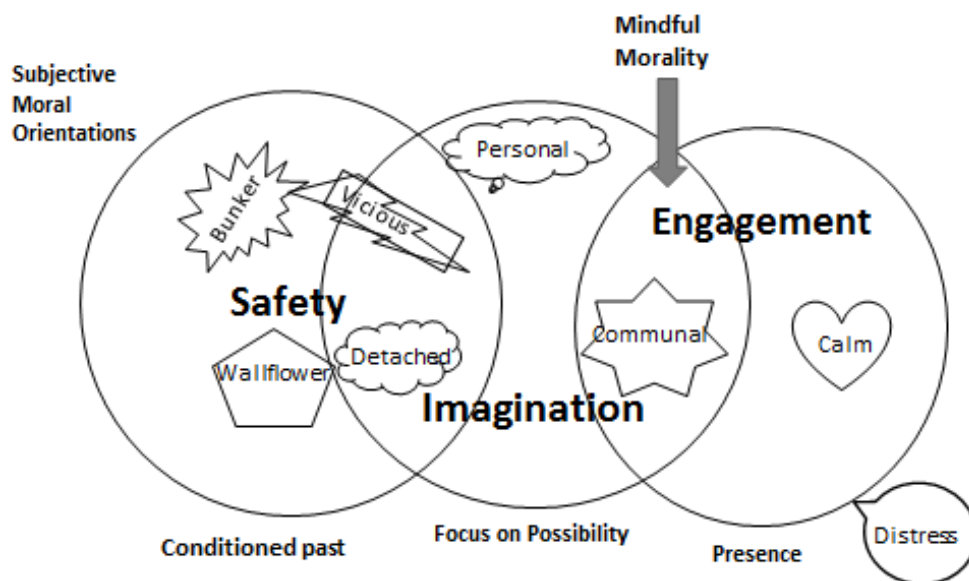 Mindful
Morality
Subjective
Moral
Orientations
Personal
Bunker
Vicious
Engagement
Safety
Communal
Calm
Detached
Wallflower
Imagination
Conditioned past
Focus on Possibility
Presence
Distress